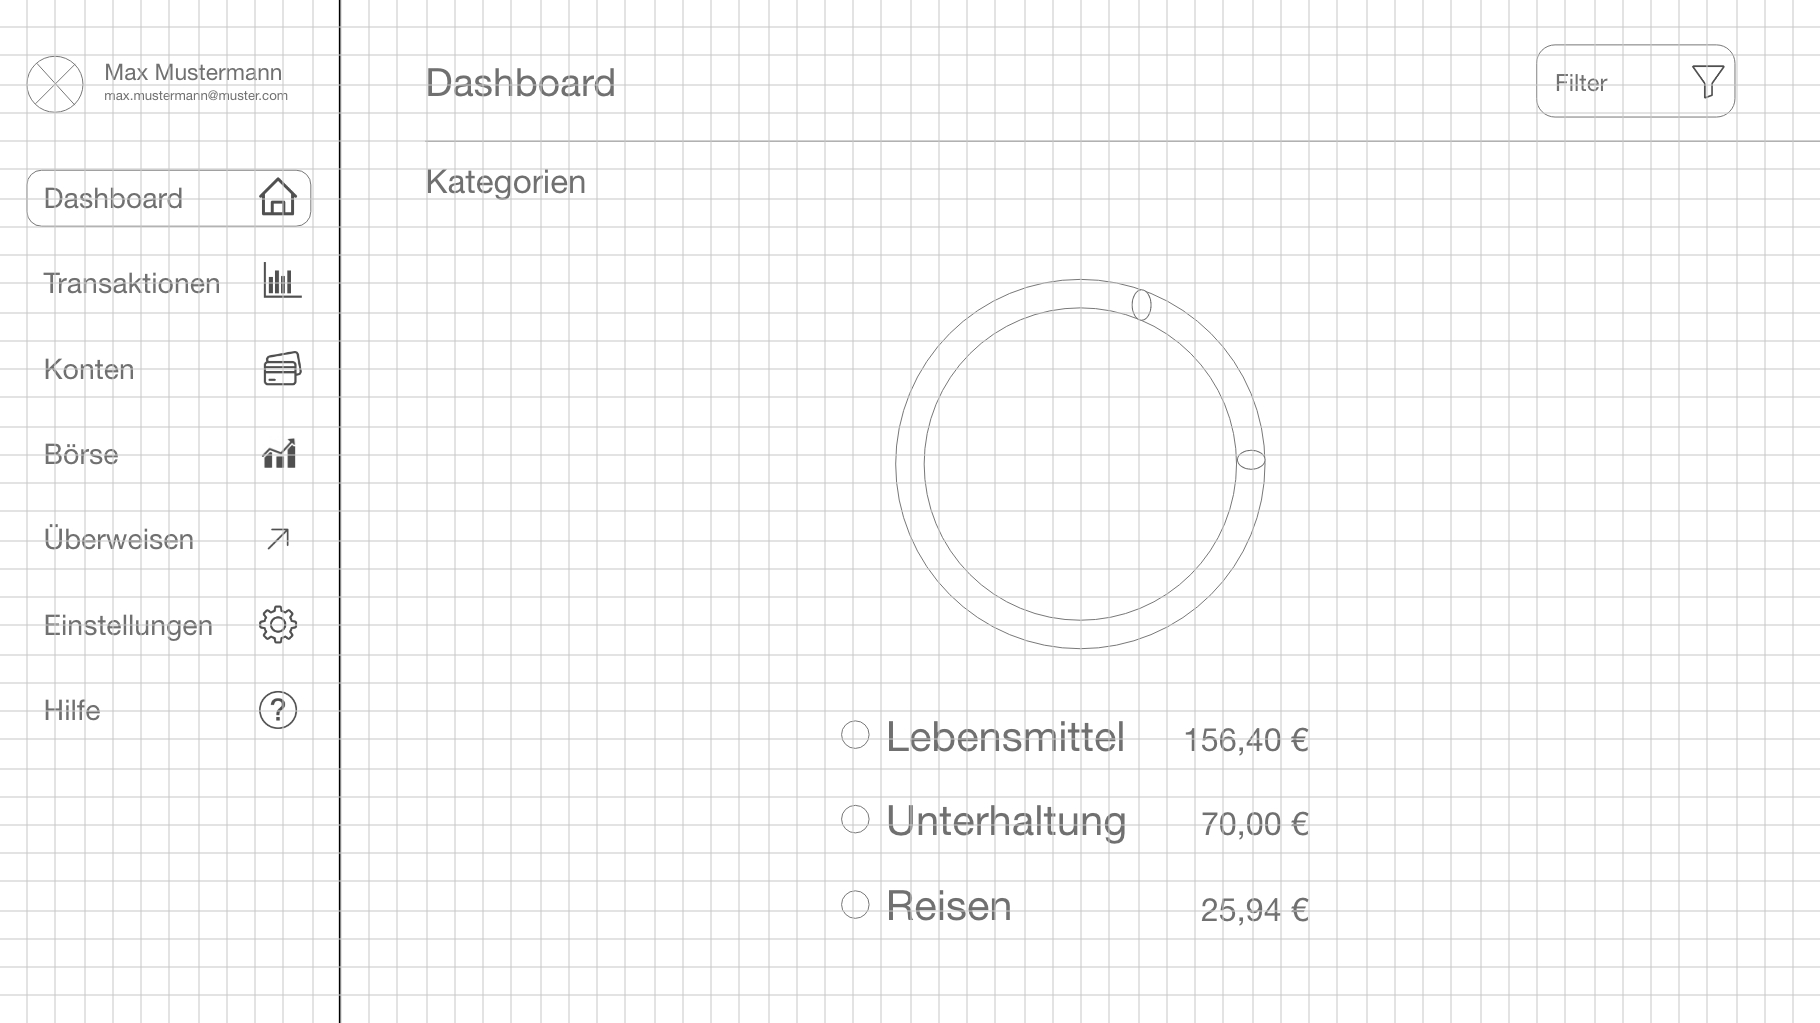 Max Mustermann
max.mustermann@muster.com
Dashboard
Transaktionen
Konten
Börse
Überweisen
Einstellungen
Hilfe
Dashboard
Filter
Kategorien
Lebensmittel 156,40 €
Unterhaltung 70,00 €
Reisen 25,94 €